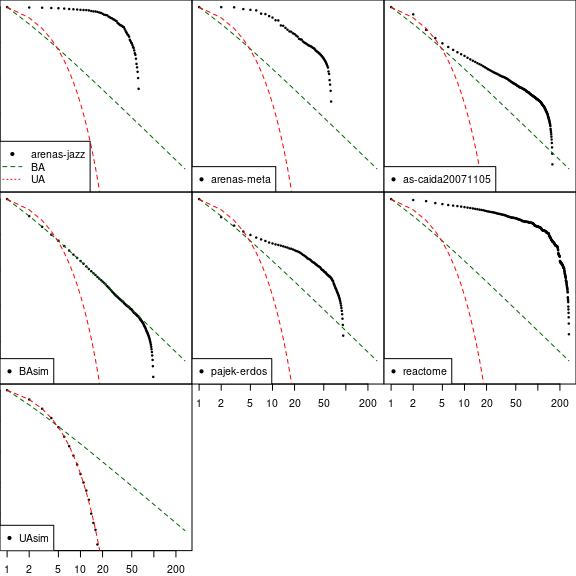 arenas-jazz
BA
UA
arenas-meta
as-caida20071105
BAsim
pajek-erdos
reactome
1 2 5 10 20 50 200
1 2 5 10 20 50 200
UAsim
1 2 5 10 20 50 200